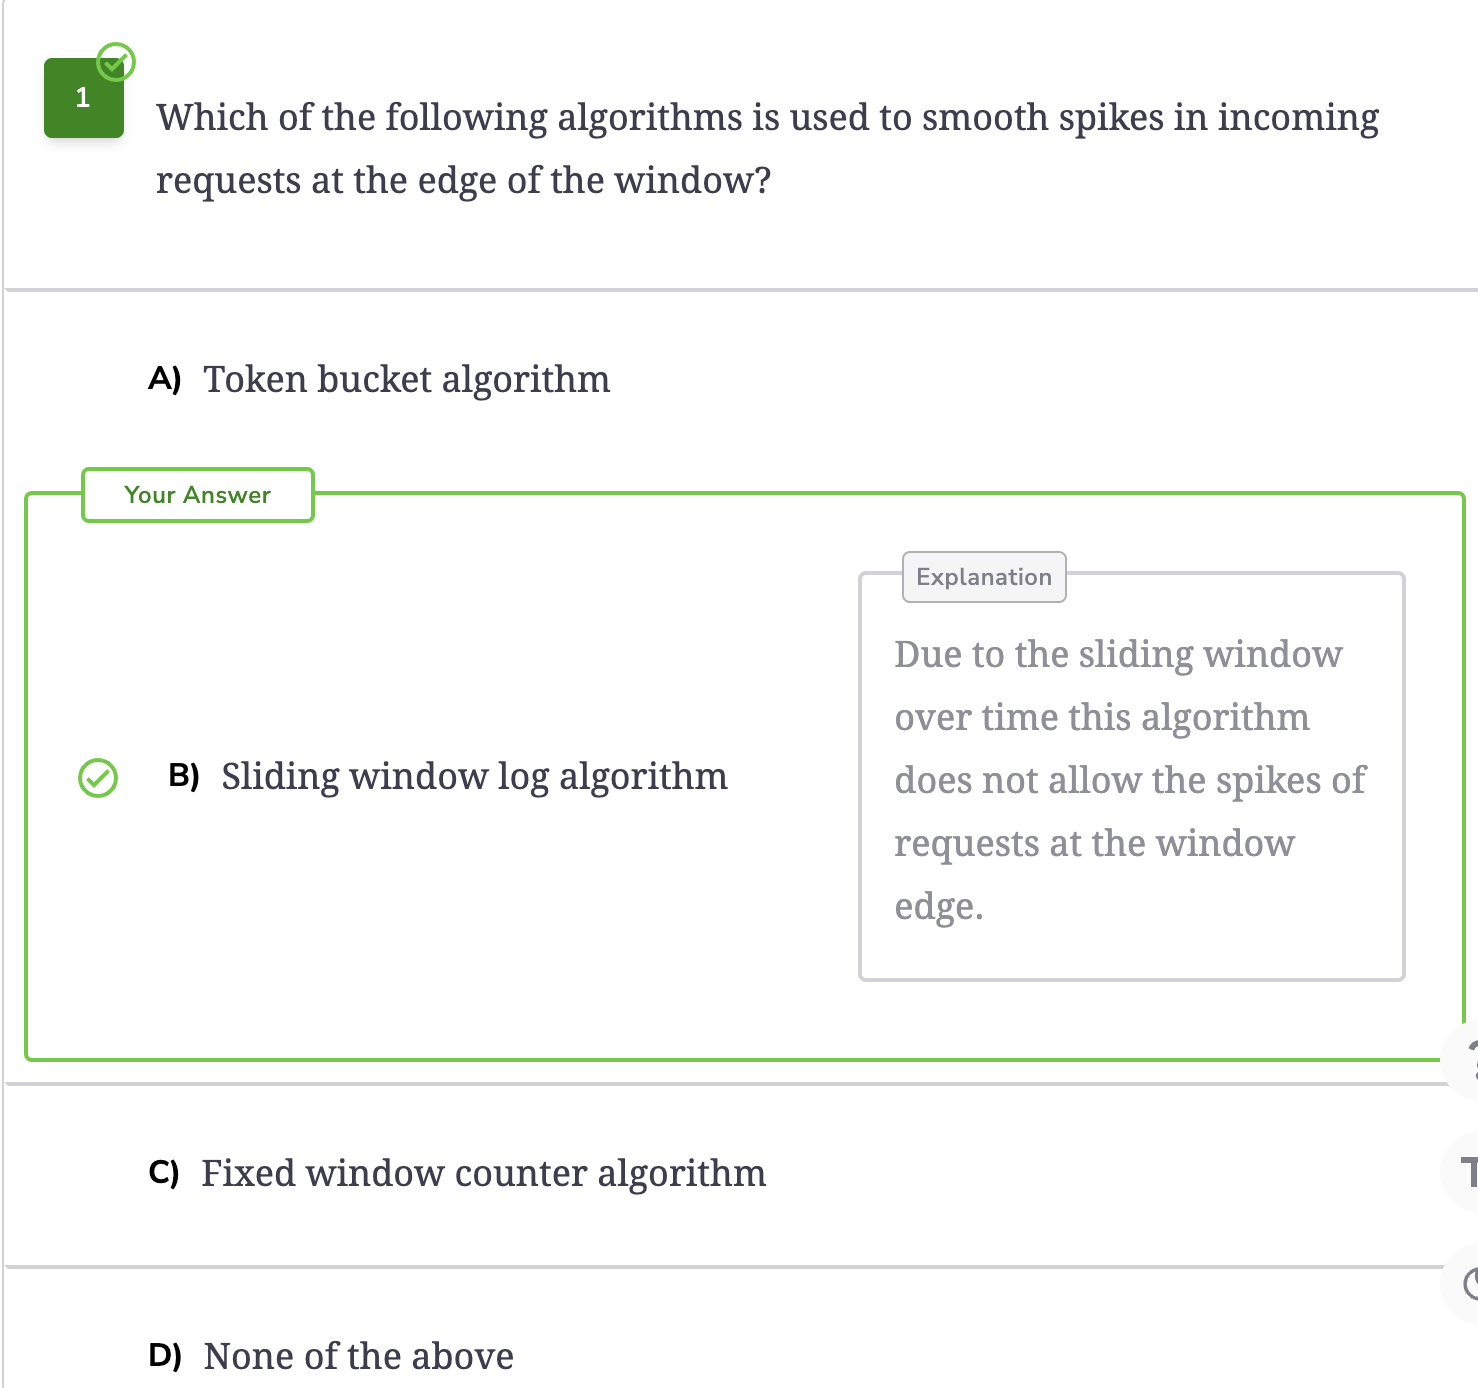 1
Which of the following algorithms is used to smooth spikes in incoming
requests at the edge of the window?
A) Token bucket algorithm
Your Answer
B) Sliding window log algorithm
Explanation
Due to the sliding window
over time this algorithm
does not allow the spikes of
requests at the window
edge.
C) Fixed window counter algorithm
D) None of the above